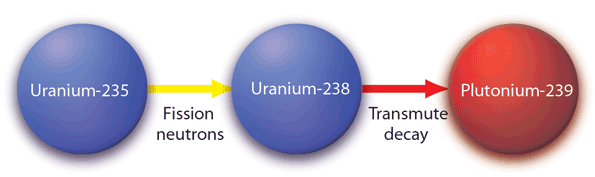 Uranium-235
Fission
neutrons
Uranium-238
Transmute
decay
Plutonium-239